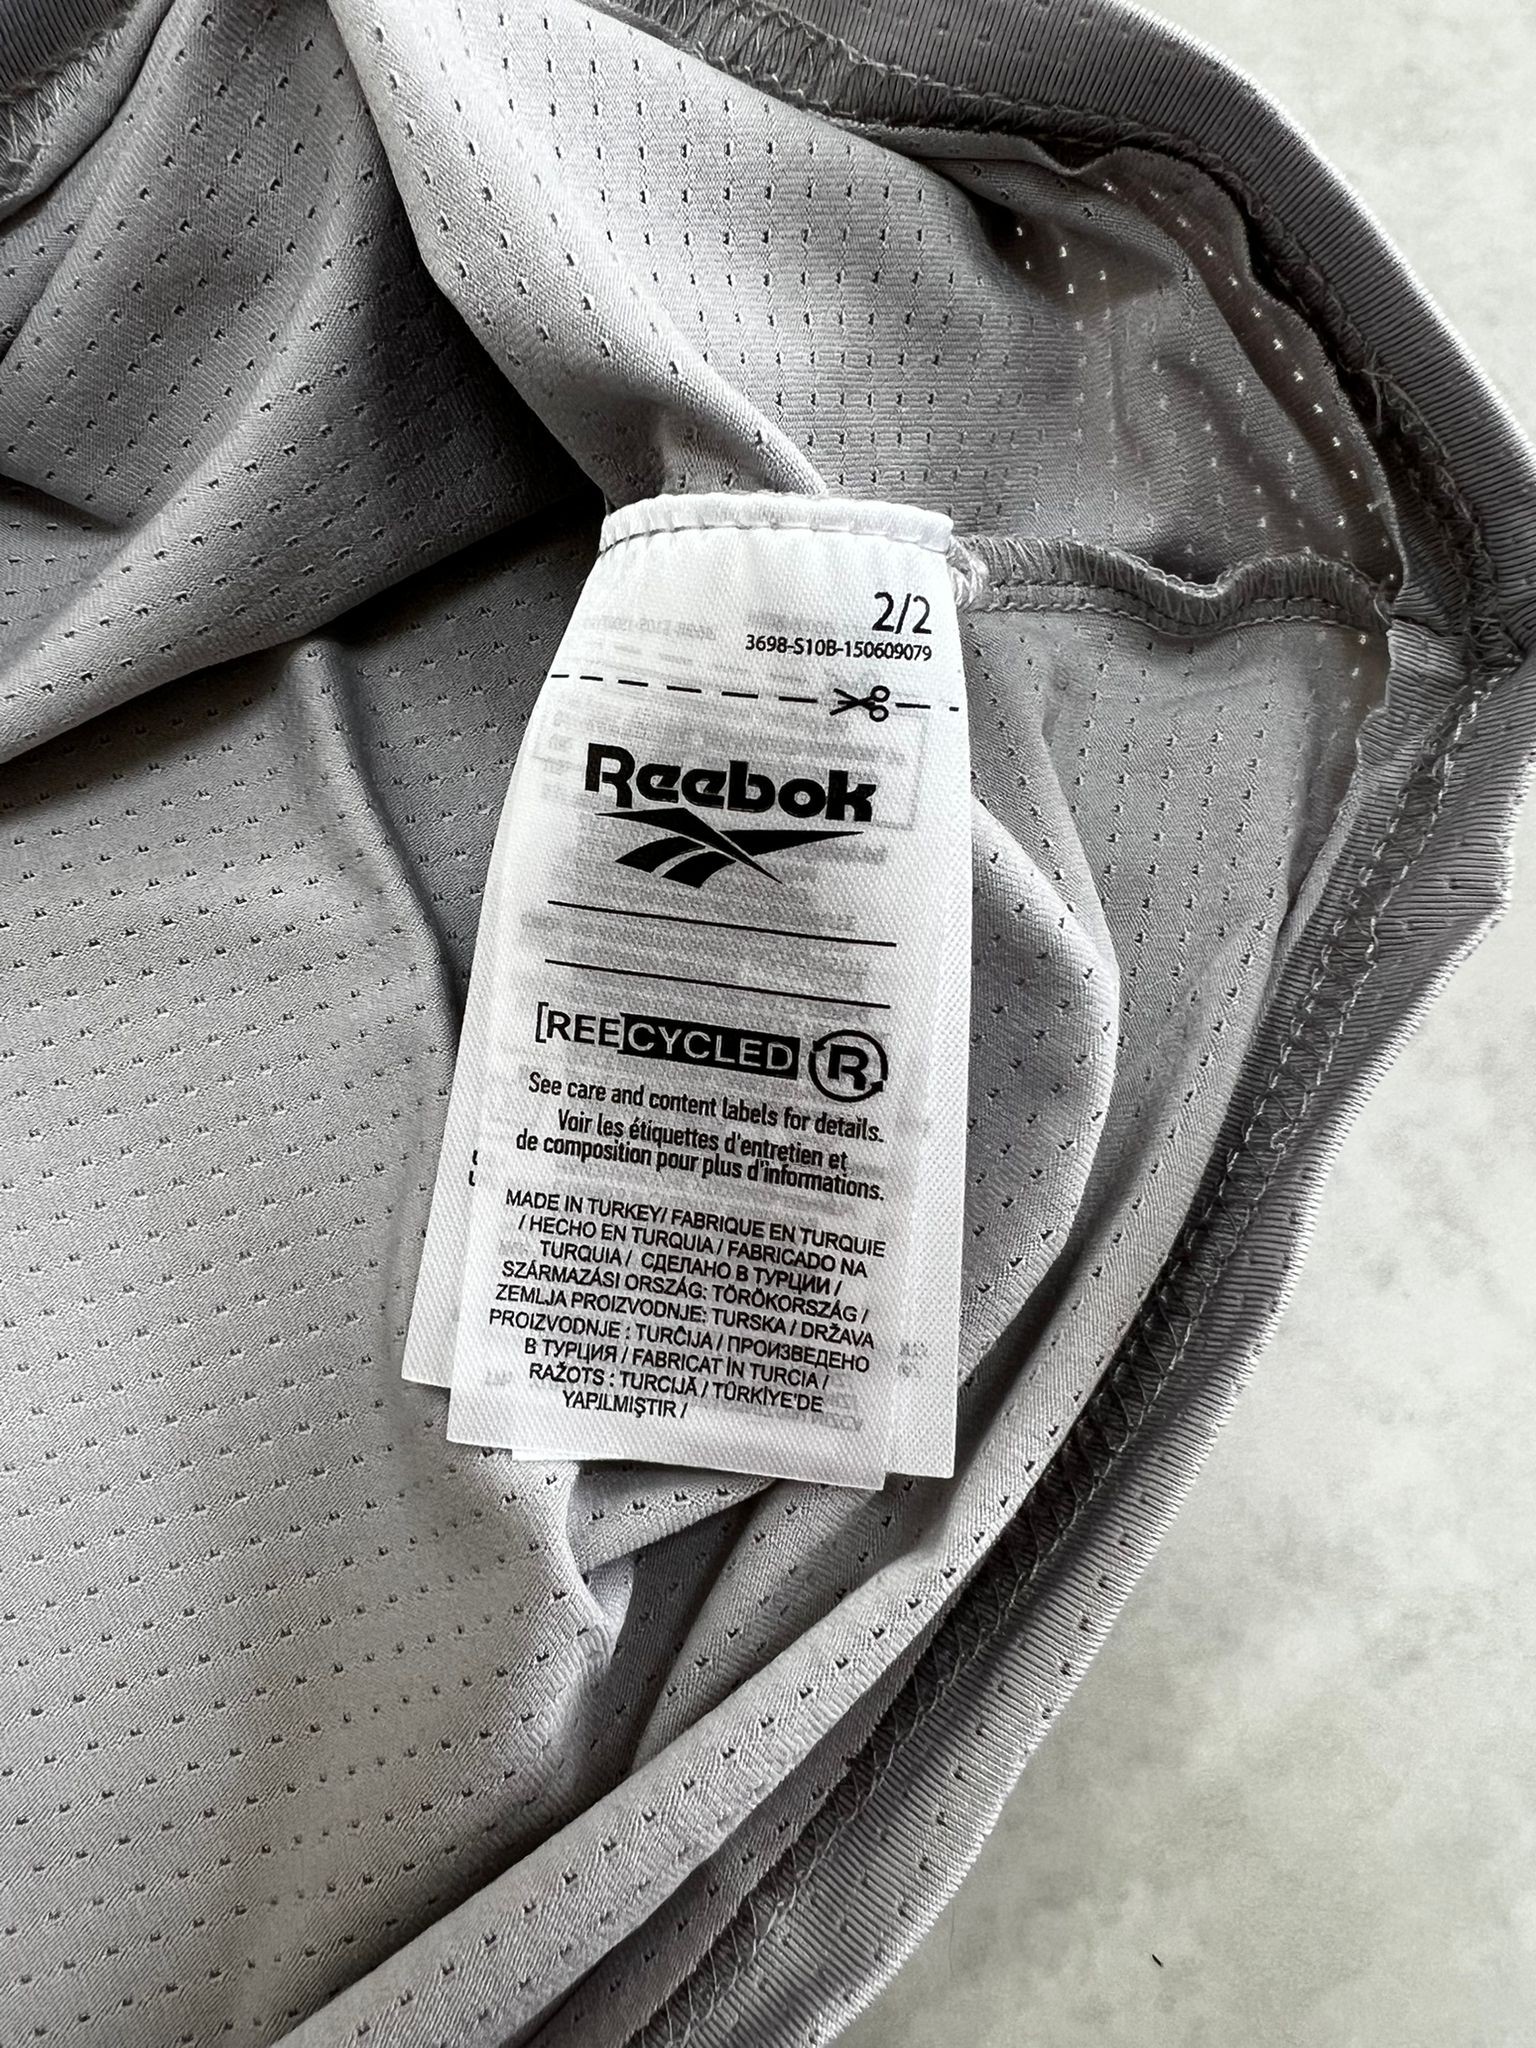 2/2
3698-S10B-150609079
Reebok
[REE]CYCLED R
See care and content labels for details.
Voir les étiquettes d'entretien et
de composition pour plus d'informations.
MADE IN TURKEY/ FABRIQUE EN TURQUIE
/ HECHO EN TURQUIA / FABRICADO NA
TURQUIA / СДЕЛАНО В ТУРЦИИ /
SZÁRMAZÁSI ORSZÁG: TÖRÖKORSZÁG /
ZEMLJA PROIZVODNJE: TURSKA / DRŽAVA
PROIZVODNJE : TURČIJA / ПРОИЗВЕДЕНО
В ТУРЦИЯ / FABRICAT ÎN TURCIA /
RAŽOTS : TURCIJĀ / TÜRKİYE'DE
YAPILMIŞTIR /